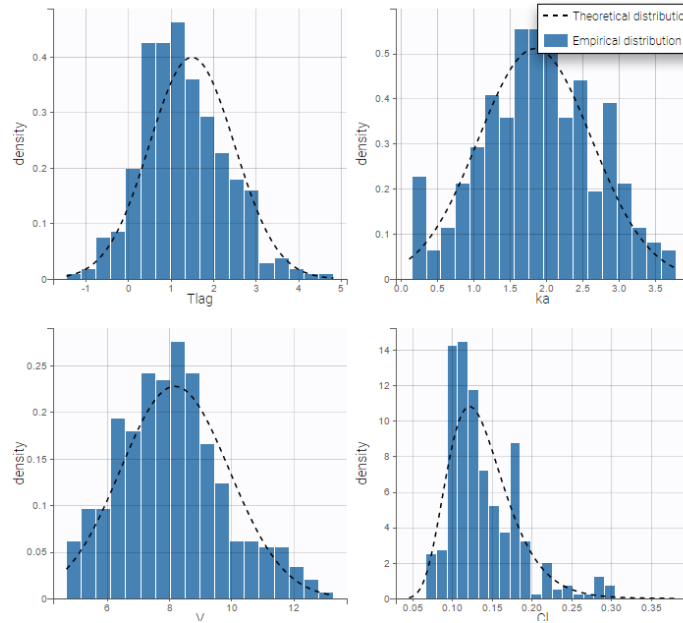 Theoretical distributio
Empirical distribution
density
0.4
0.3
0.2
0.1
0
-1 0 1 2 3 4 5
Tlag
density
0.5
0.4
0.3
0.2
0.1
0
0.0 0.5 1.0 1.5 2.0 2.5 3.0 3.5
ka
density
0.25
0.2
0.15
0.1
0.05
0
6 8 10 12
V
density
14
12
10
8
6
4
2
0
0.05 0.10 0.15 0.20 0.25 0.30 0.35
Cl